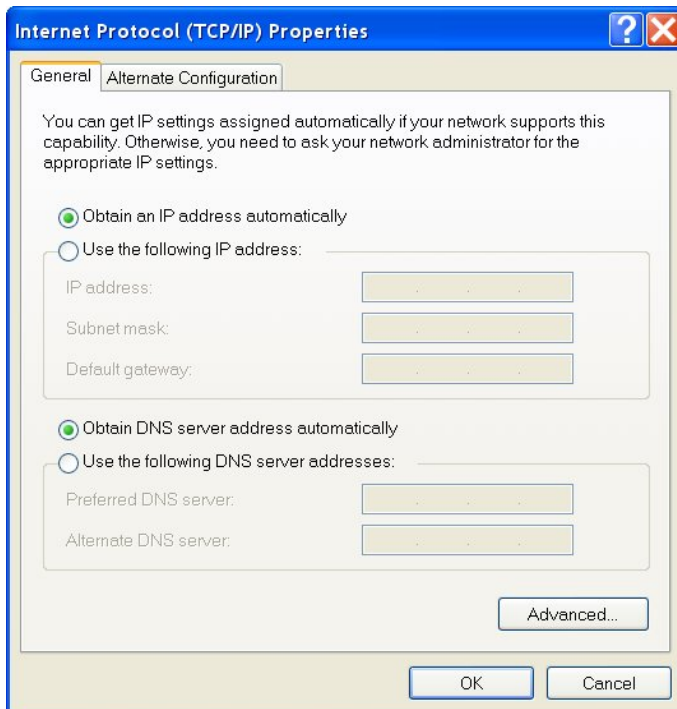 Internet Protocol (TCP/IP) Properties
General
Alternate Configuration
You can get IP settings assigned automatically if your network supports this
capability. Otherwise, you need to ask your network administrator for the
appropriate IP settings.
Obtain an IP address automatically
Use the following IP address:
IP address:
Subnet mask:
Default gateway:
Obtain DNS server address automatically
Use the following DNS server addresses:
Preferred DNS server:
Alternate DNS server:
Advanced...
OK
Cancel